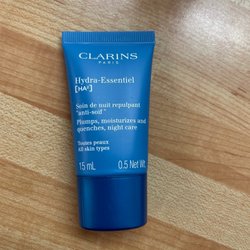 CLARINS
PARIS
Hydra-Essentiel
[HA²]
Soin de nuit repulpant
"anti-soif"
Plumps, moisturizes and
quenches, night care
Toutes peaux
All skin types
15 mL 0.5 Net Wt.